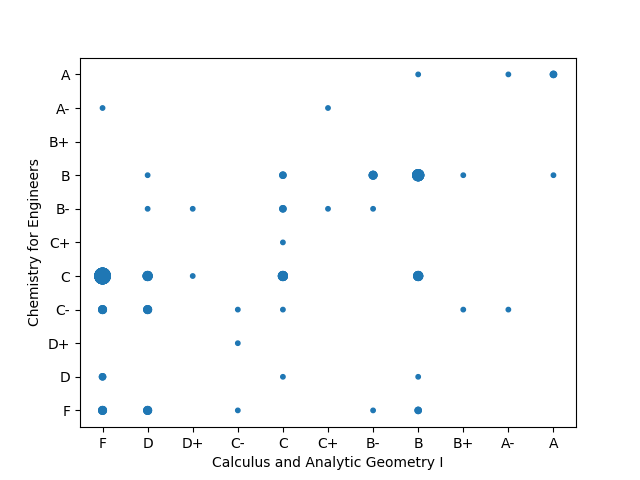 A
A-
B+
B
B-
C+
C
C-
D+
D
F
Chemistry for Engineers
F D D+ C- C C+ B- B B+ A- A
Calculus and Analytic Geometry I